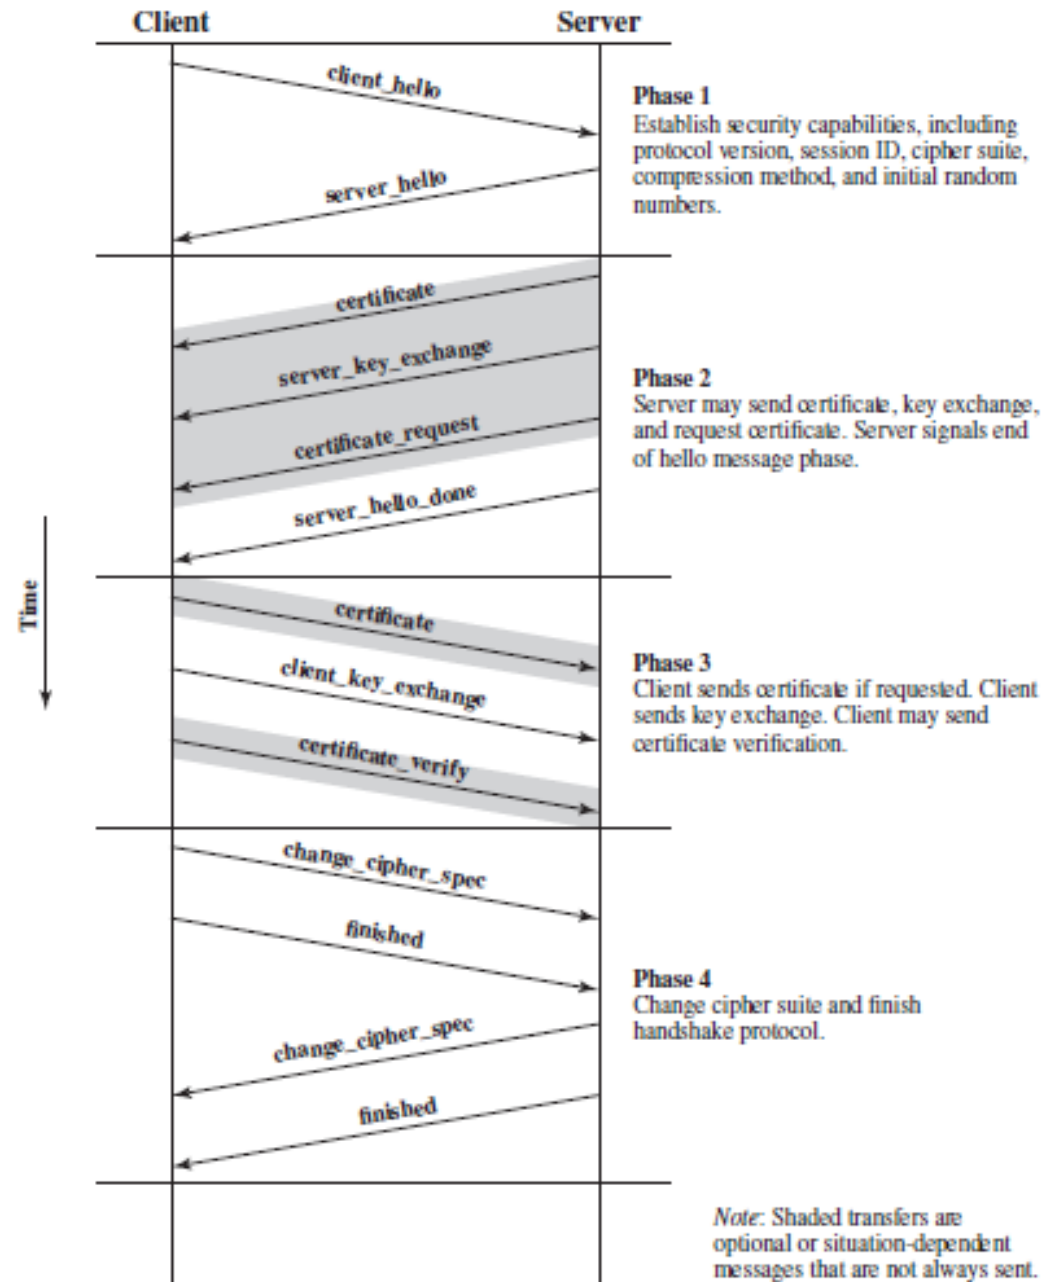 Client Server
client_hello
Phase 1
Establish security capabilities, including
protocol version, session ID, cipher suite,
compression method, and initial random
numbers.
server_hello
certificate
server_key_exchange
Phase 2
Server may send certificate, key exchange,
and request certificate. Server signals end
of hello message phase.
certificate_request
server_hello_done
Time
certificate
client_key_exchange
Phase 3
Client sends certificate if requested. Client
sends key exchange. Client may send
certificate verification.
certificate_verify
change_cipher_spec
finished
Phase 4
Change cipher suite and finish
handshake protocol.
change_cipher_spec
finished
Note: Shaded transfers are
optional or situation-dependent
messages that are not always sent.